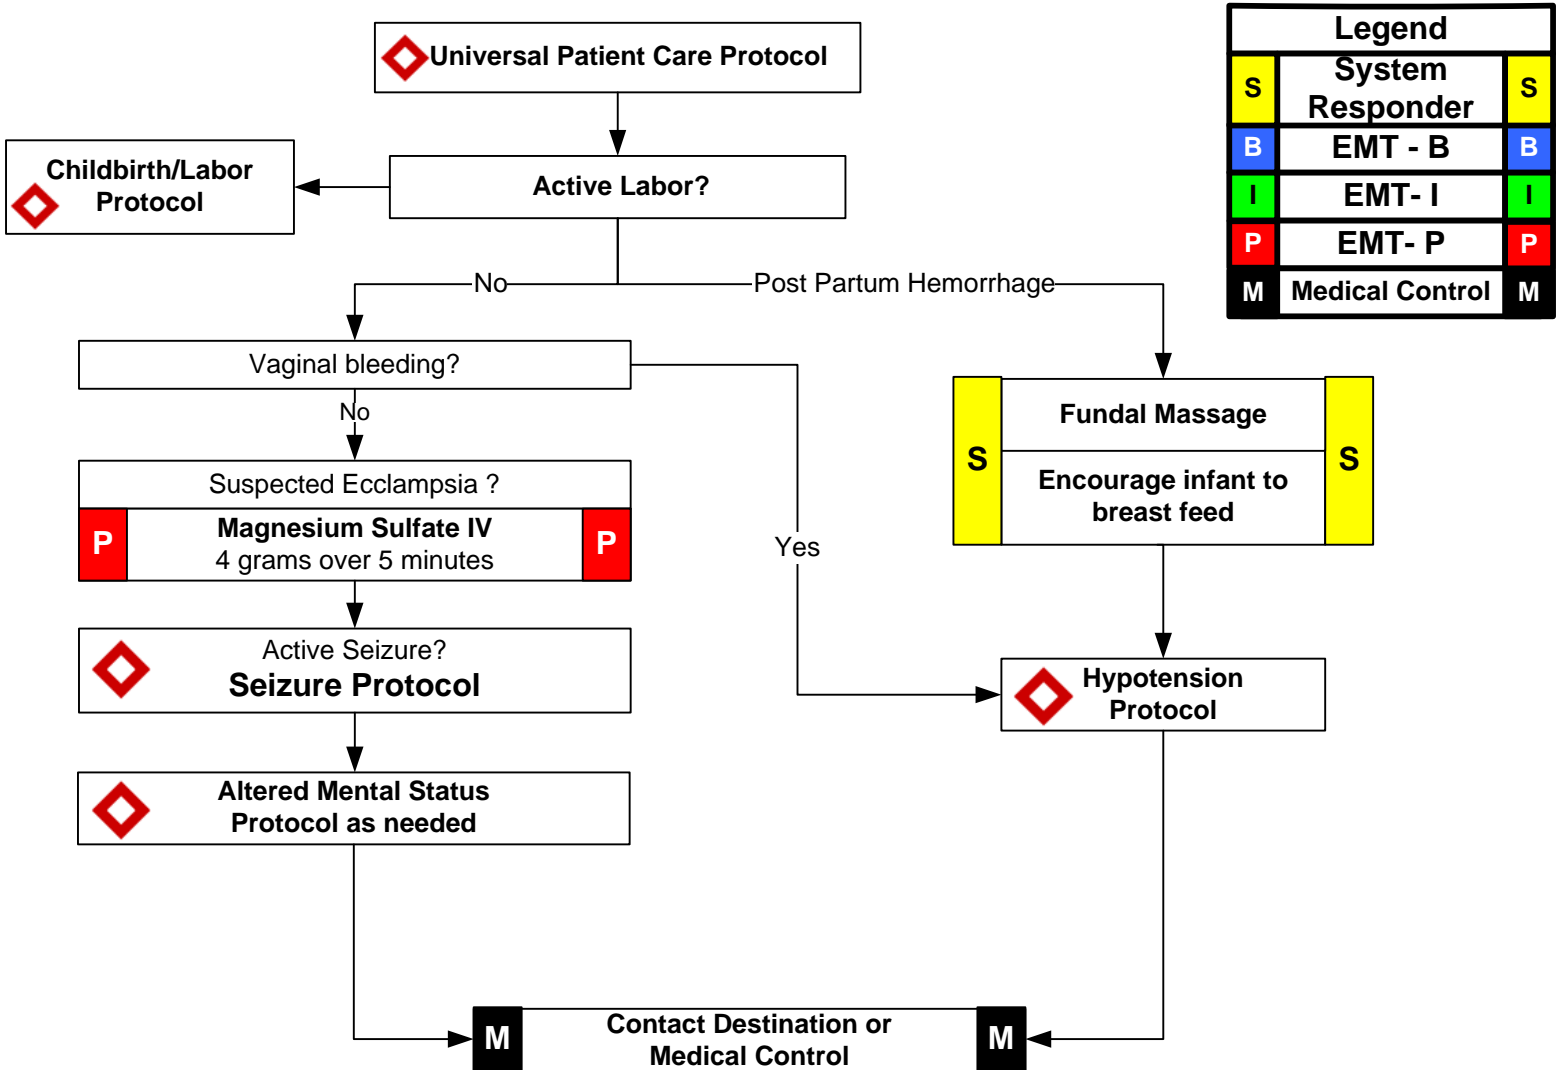 Universal Patient Care Protocol
Legend
S System S
Responder
B EMT - B B
I EMT- I I
P EMT- P P
M Medical Control M
Childbirth/Labor
Protocol
Active Labor?
No
Post Partum Hemorrhage
Vaginal bleeding?
No
Yes
Suspected Ecclampsia ?
P Magnesium Sulfate IV P
4 grams over 5 minutes
Active Seizure?
Seizure Protocol
Altered Mental Status
Protocol as needed
S Fundal Massage S
Encourage infant to
breast feed
Hypotension
Protocol
M Contact Destination or M
Medical Control